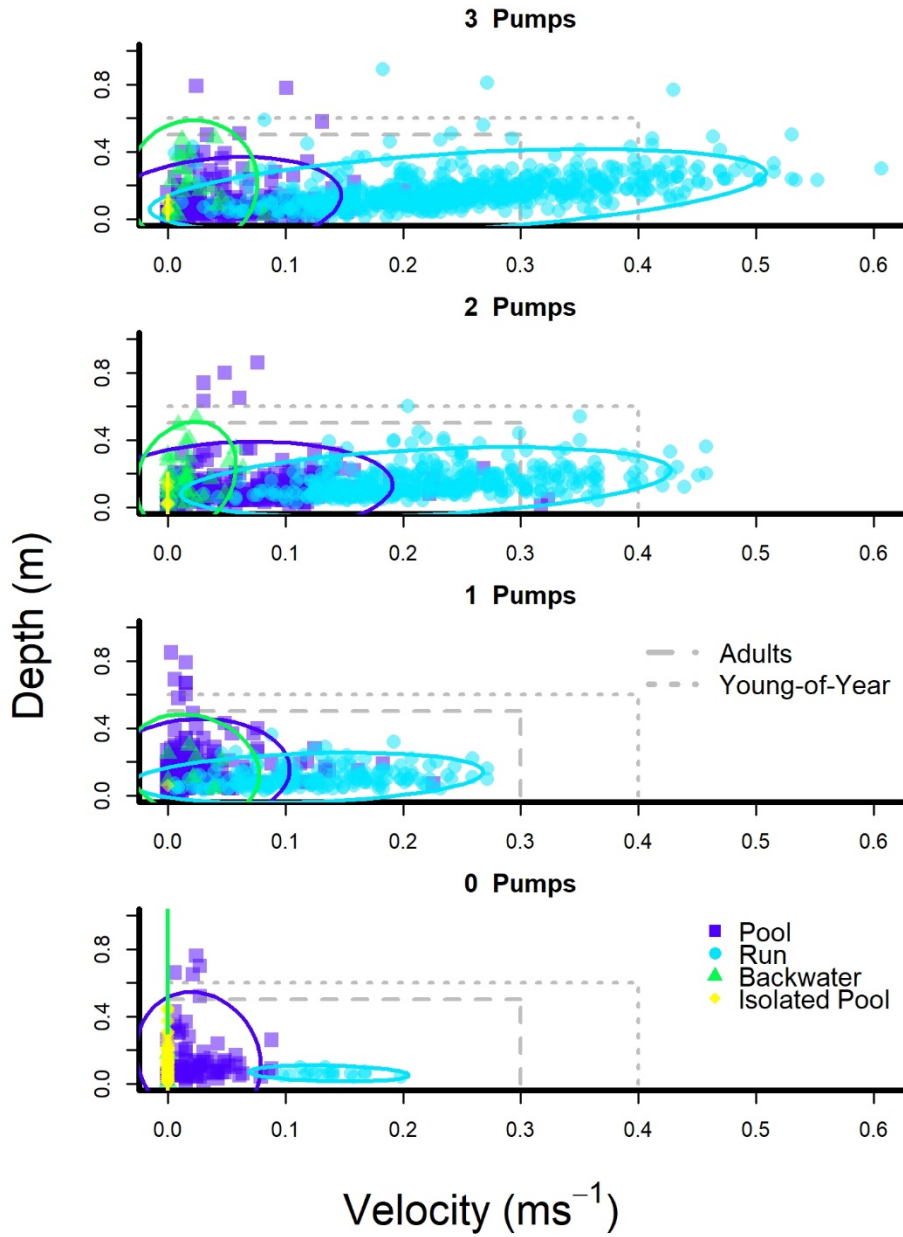 3 Pumps
0.0 0.4 0.8
0.0 0.1 0.2 0.3 0.4 0.5 0.6
2 Pumps
0.0 0.4 0.8
0.0 0.1 0.2 0.3 0.4 0.5 0.6
Depth (m)
1 Pumps
Adults
Young-of-Year
0.0 0.4 0.8
0.0 0.1 0.2 0.3 0.4 0.5 0.6
0 Pumps
Pool
Run
Backwater
Isolated Pool
0.0 0.4 0.8
0.0 0.1 0.2 0.3 0.4 0.5 0.6
Velocity (ms⁻¹)